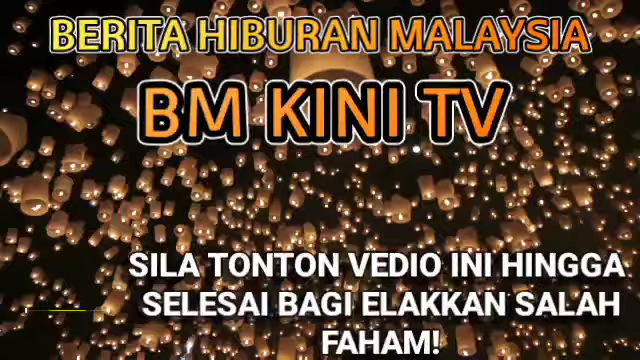 BERITA HIBURAN MALAYSIA
BM KINI TV
SILA TONTON VEDIO INI HINGGA
SELESAI BAGI ELAKKAN SALAH
FAHAM!